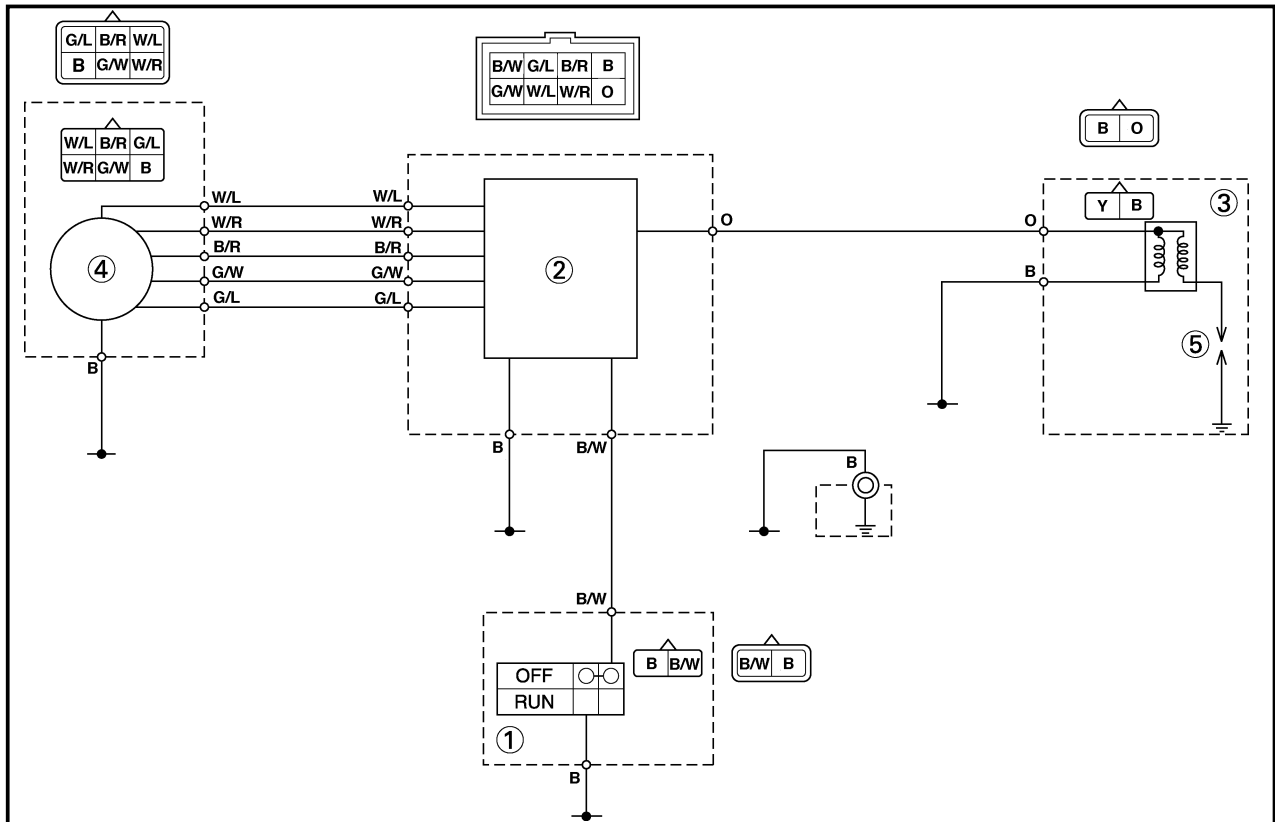 G/L B/R W/L
B G/W W/R
B/W G/L B/R B
G/W W/L W/R O
B O
W/L B/R G/L
W/R G/W B
Y B
③
W/L W/L
W/R W/R
B/R B/R
G/W G/W
G/L G/L
④
②
O O
B
⑤
B
B B/W
B
B/W
OFF
RUN
B B/W
B/W B
①
B